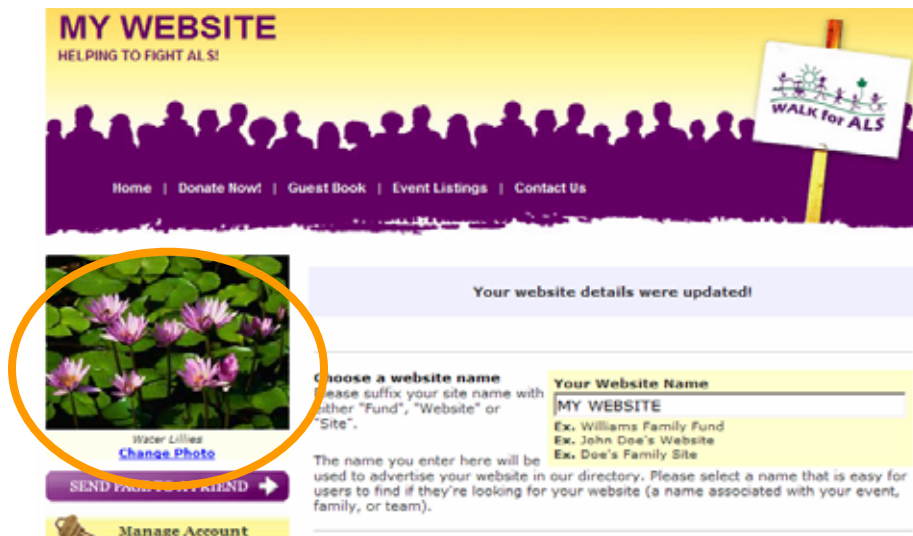 MY WEBSITE
HELPING TO FIGHT ALS!
WALK for ALS
Home | Donate Now! | Guest Book | Event Listings | Contact Us
Your website details were updated!
Choose a website name
Please suffix your site name with
either "Fund", "Website" or
"Site".
Your Website Name
MY WEBSITE
Ex. Williams Family Fund
Ex. John Doe's Website
Ex. Doe's Family Site
The name you enter here will be
used to advertise your website in our directory. Please select a name that is easy for
users to find if they're looking for your website (a name associated with your event,
family, or team).
Water Lillies
Change Photo
SEND PAGE TO A FRIEND
Manage Account